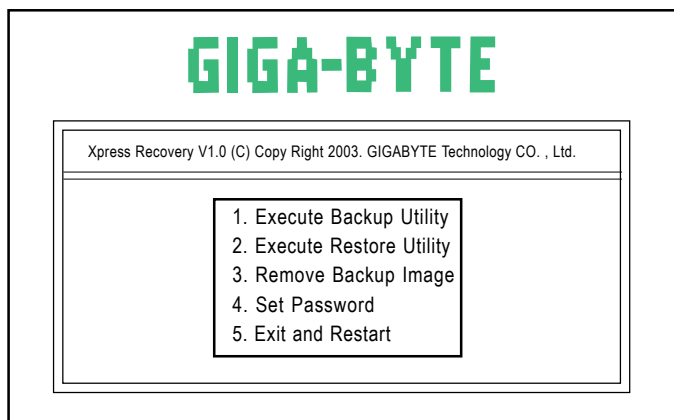 GIGA-BYTE
Xpress Recovery V1.0 (C) Copy Right 2003. GIGABYTE Technology CO. , Ltd.
1. Execute Backup Utility
2. Execute Restore Utility
3. Remove Backup Image
4. Set Password
5. Exit and Restart